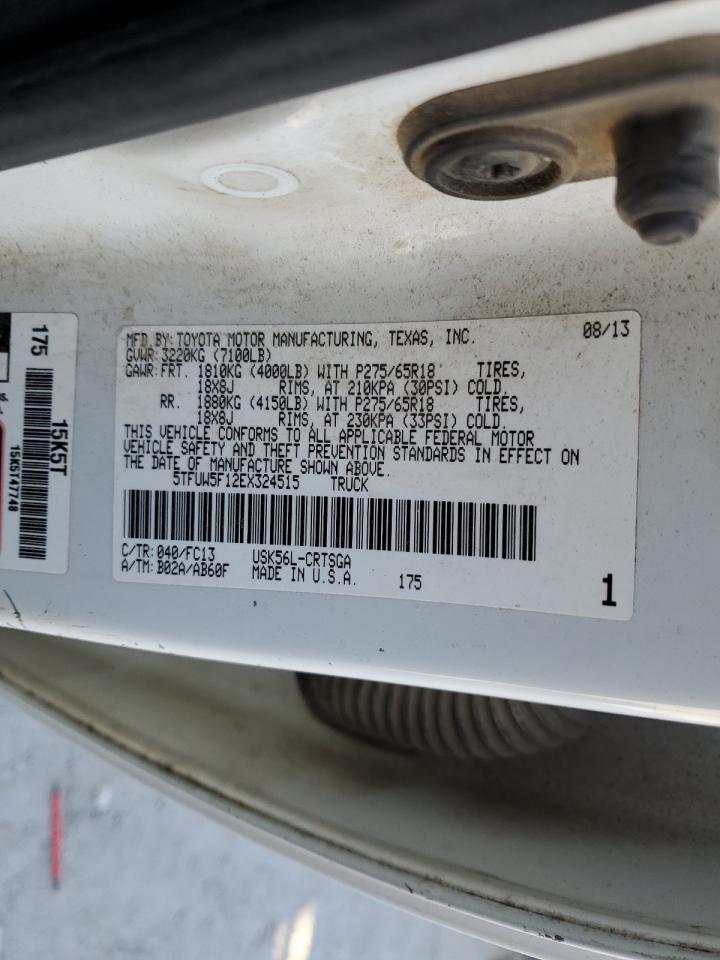 MFD BY: TOYOTA MOTOR MANUFACTURING, TEXAS, INC. 08/13
GVWR: 3220KG (7100LB)
GAWR: FRT. 1810KG (4000LB) WITH P275/65R18 TIRES,
18X8J RIMS, AT 210KPA (30PSI) COLD.
RR. 1880KG (4150LB) WITH P275/65R18 TIRES,
18X8J RIMS, AT 230KPA (33PSI) COLD.
THIS VEHICLE CONFORMS TO ALL APPLICABLE FEDERAL MOTOR
VEHICLE SAFETY AND THEFT PREVENTION STANDARDS IN EFFECT ON
THE DATE OF MANUFACTURE SHOWN ABOVE.
5TFUW5F12EX324515 TRUCK
C/TR: 040/FC13 USK56L-CRTSGA
A/TM: B02A/AB60F MADE IN U.S.A. 175
1
175
15K5T
15K5T47748